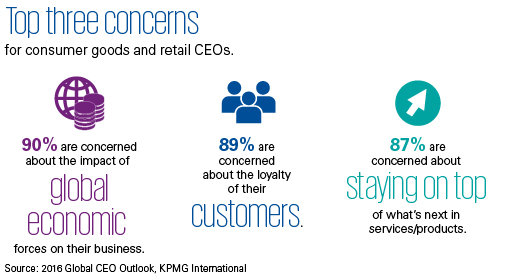 Top three concerns
for consumer goods and retail CEOs.
90% are concerned
about the impact of
global
economic
forces on their business.
89% are
concerned
about the loyalty
of their
customers.
87% are
concerned about
staying on top
of what's next in
services/products.
Source: 2016 Global CEO Outlook, KPMG International